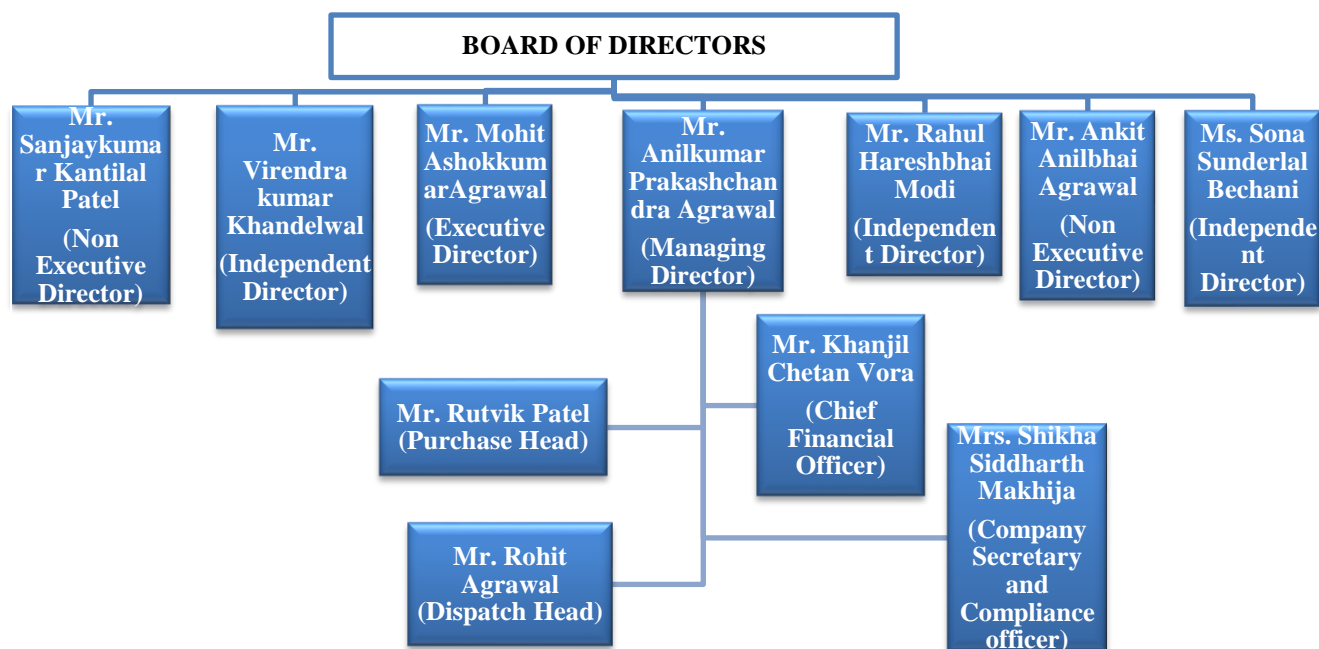 BOARD OF DIRECTORS
Mr.
Sanjaykuma
r Kantilal
Patel
(Non
Executive
Director)
Mr.
Virendra
kumar
Khandelwal
(Independent
Director)
Mr. Mohit
Ashokkum
arAgrawal
(Executive
Director)
Mr.
Anilkumar
Prakashchan
dra Agrawal
(Managing
Director)
Mr. Rahul
Hareshbhai
Modi
(Independen
t Director)
Mr. Ankit
Anilbhai
Agrawal
(Non
Executive
Director)
Ms. Sona
Sunderlal
Bechani
(Independe
nt
Director)
Mr. Khanjil
Chetan Vora
(Chief
Financial
Officer)
Mr. Rutvik Patel
(Purchase Head)
Mrs. Shikha
Siddharth
Makhija
(Company
Secretary
and
Compliance
officer)
Mr. Rohit
Agrawal
(Dispatch Head)